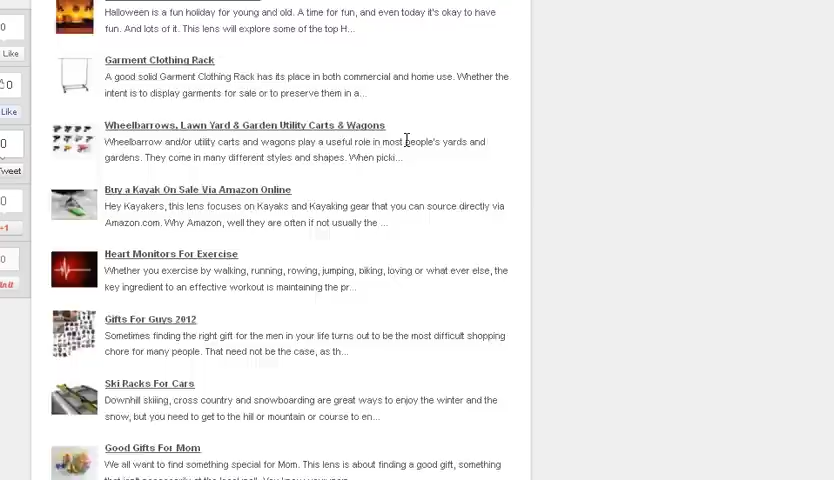 Halloween is a fun holiday for young and old. A time for fun, and even today it's okay to have
fun. And lots of it. This lens will explore some of the top H...
0
Like
Garment Clothing Rack
A good solid Garment Clothing Rack has its place in both commercial and home use. Whether the
intent is to display garments for sale or to preserve them in a...
0
Like
Wheelbarrows, Lawn Yard & Garden Utility Carts & Wagons
Wheelbarrow and/or utility carts and wagons play a useful role in most people's yards and
gardens. They come in many different styles and shapes. When picki...
0
Tweet
Buy a Kayak On Sale Via Amazon Online
Hey Kayakers, this lens focuses on Kayaks and Kayaking gear that you can source directly via
Amazon.com. Why Amazon, well they are often if not usually the ...
0
+1
Heart Monitors For Exercise
Whether you exercise by walking, running, rowing, jumping, biking, loving or what ever else, the
key ingredient to an effective workout is maintaining the pr...
0
Gifts For Guys 2012
Sometimes finding the right gift for the men in your life turns out to be the most difficult shopping
chore for many people. That need not be the case, as th...
Ski Racks For Cars
Downhill skiiing, cross country and snowboarding are great ways to enjoy the winter and the
snow, but you need to get to the hill or mountain or course to en...
Good Gifts For Mom
We all want to find something special for Mom. This lens is about finding a good gift, something